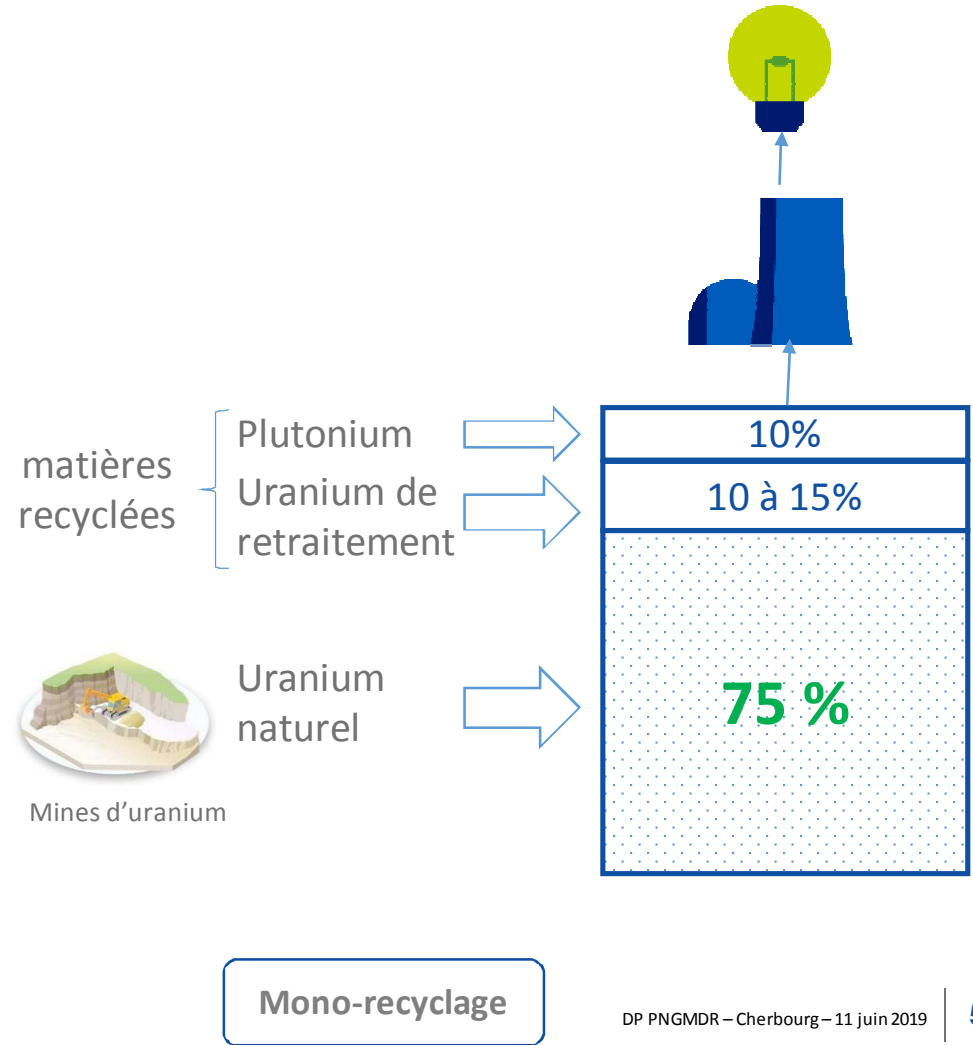 matières
recyclées
Plutonium
10%
Uranium de
retraitement
10 à 15%
Uranium
naturel
75 %
Mines d'uranium
Mono-recyclage
DP PNGMDR – Cherbourg – 11 juin 2019
5